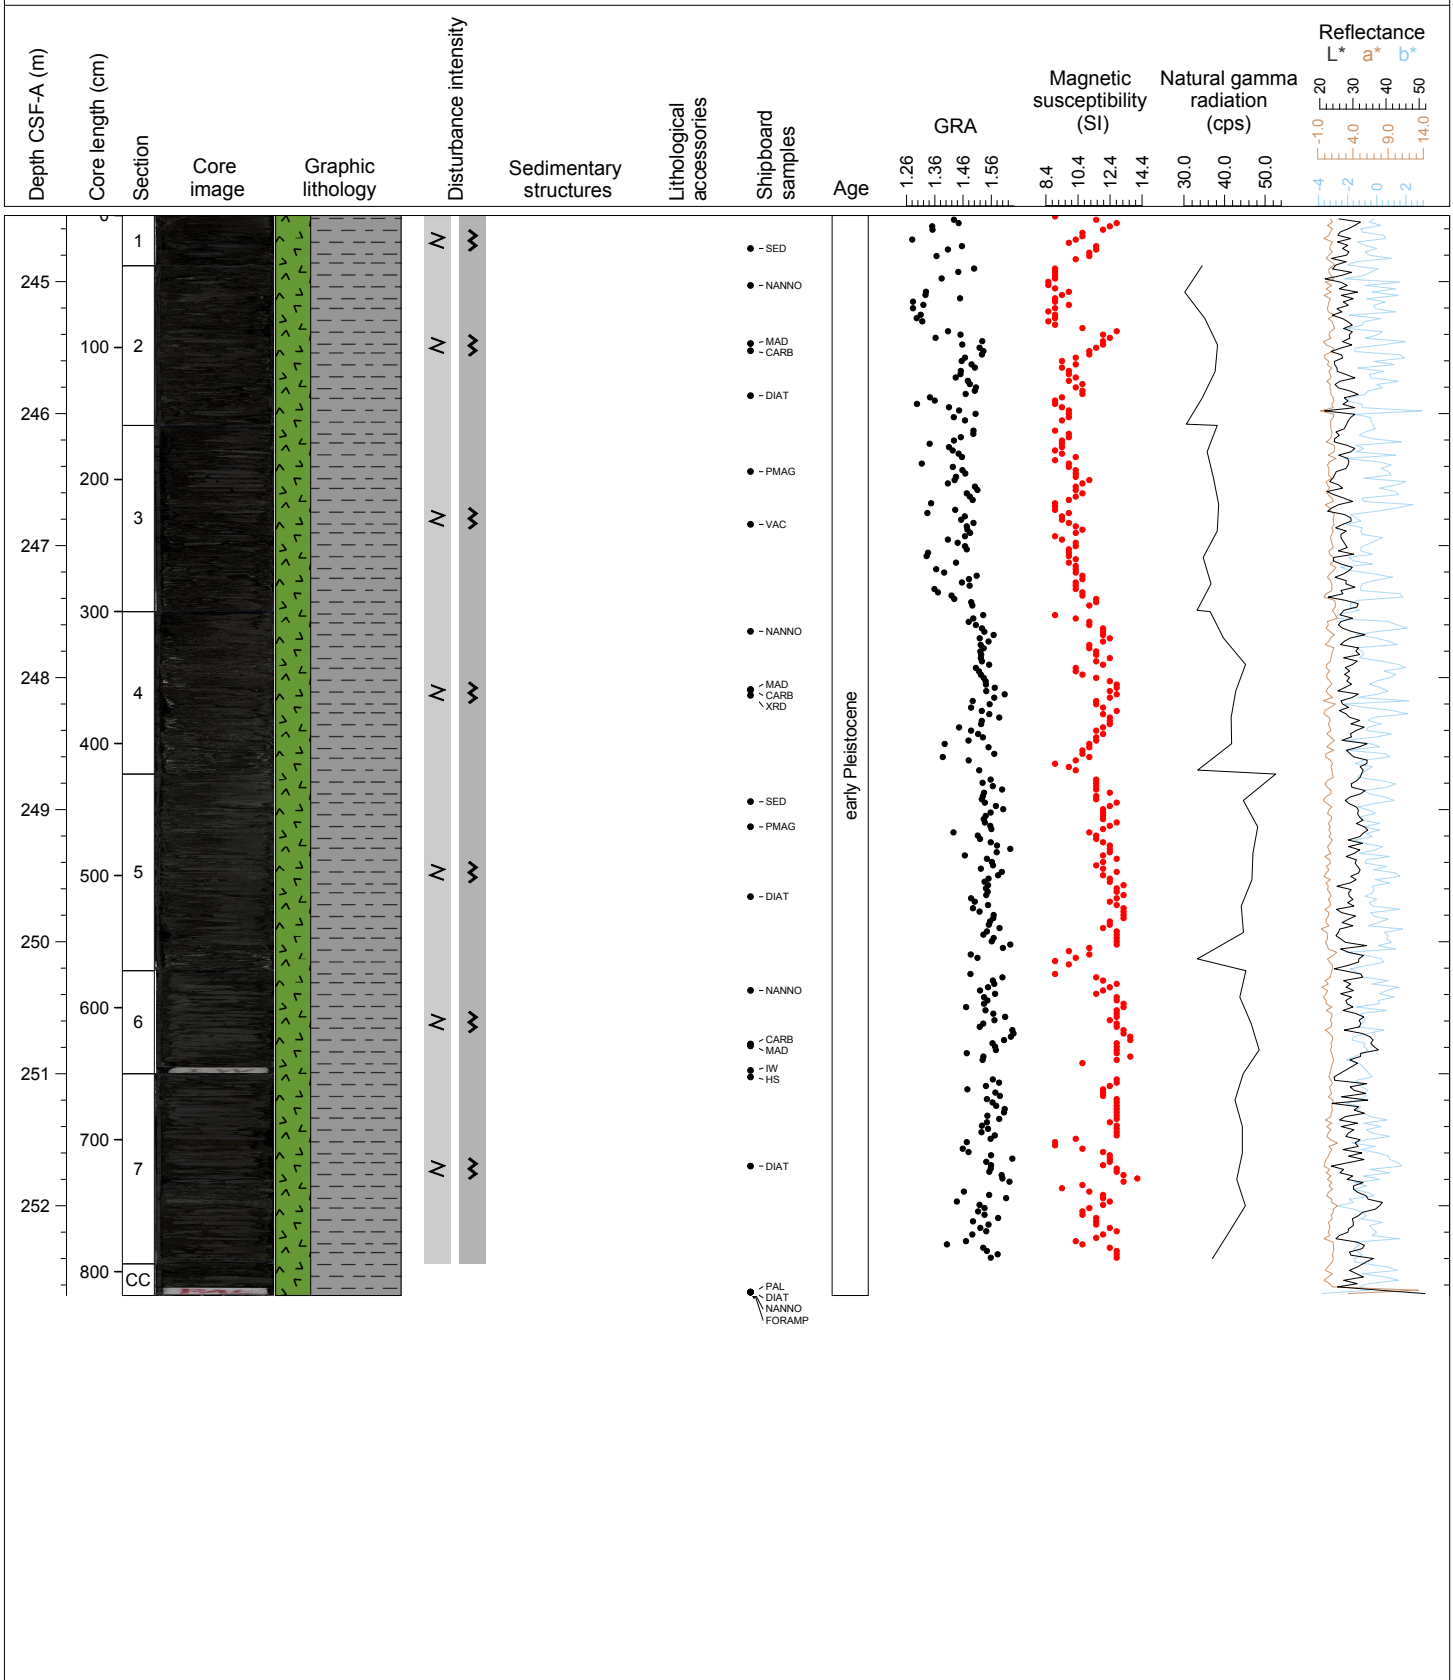 Depth CSF-A (m)
Core length (cm)
Section
Core
image
Graphic
lithology
Disturbance intensity
Sedimentary
structures
Lithological
accessories
Shipboard
samples
Age
GRA
1.26 1.36 1.46 1.56
Magnetic
susceptibility
(SI)
8.4 10.4 12.4 14.4
Natural gamma
radiation
(cps)
30.0 40.0 50.0
Reflectance
L* a* b*
20 30 40 50
-1.0 4.0 9.0 14.0
-4 -2 0 2
0
1
SED
245
NANNO
100
2
MAD
CARB
DIAT
246
200
PMAG
3
VAC
247
300
NANNO
248
4
MAD
CARB
XRD
400
early Pleistocene
249
SED
PMAG
500
5
DIAT
250
600
NANNO
6
CARB
MAD
251
IW
HS
700
7
DIAT
252
800
CC
PAL
DIAT
NANNO
FORAMP